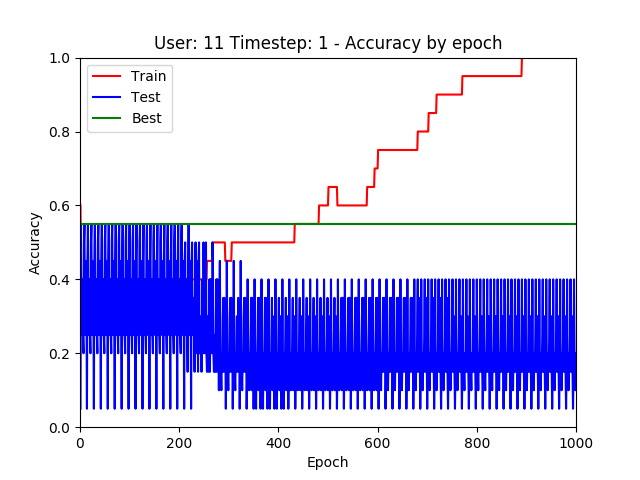 User: 11 Timestep: 1 - Accuracy by epoch
1.0
0.8
0.6
0.4
0.2
0.0
Accuracy
Train
Test
Best
0 200 400 600 800 1000
Epoch